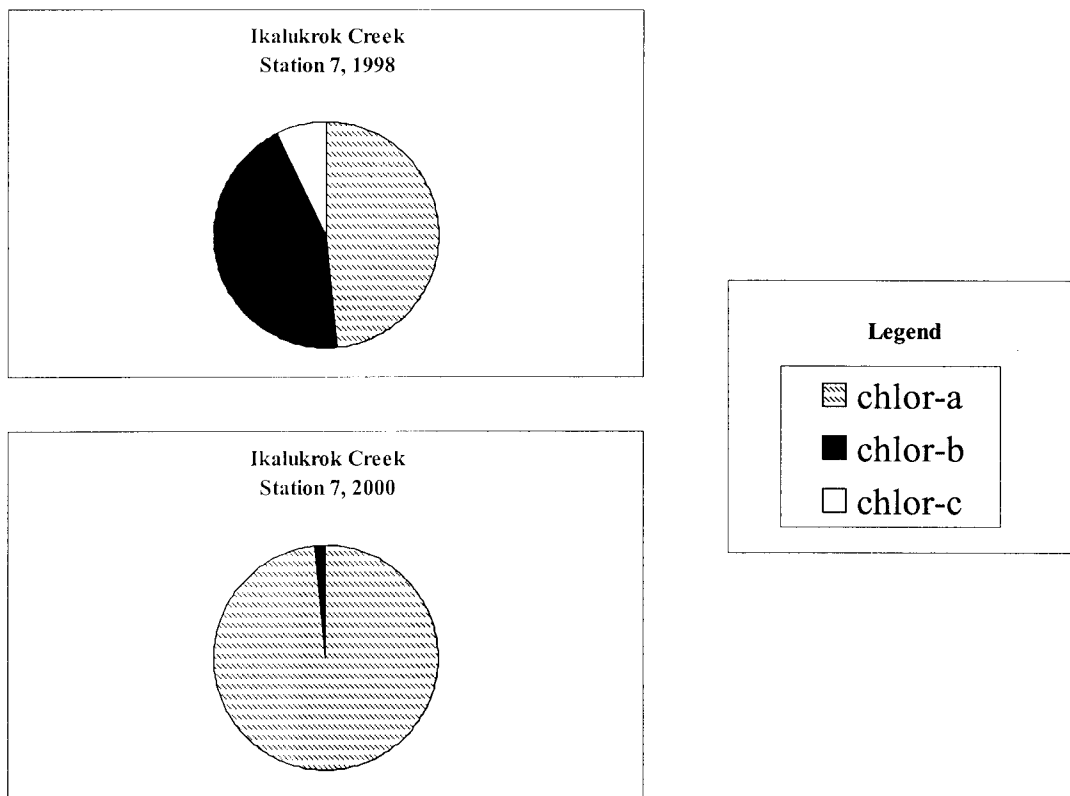 Ikalukrok Creek
Station 7, 1998
Legend
chlor-a
chlor-b
chlor-c
Ikalukrok Creek
Station 7, 2000